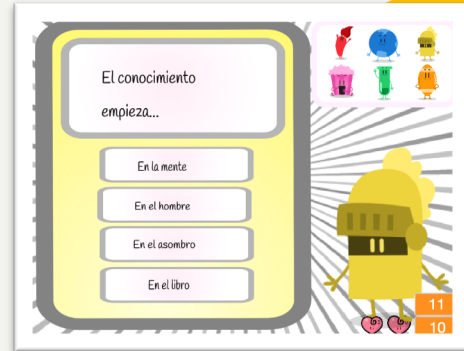 El conocimiento
empieza...
En la mente
En el hombre
En el asombro
En el libro
11
10